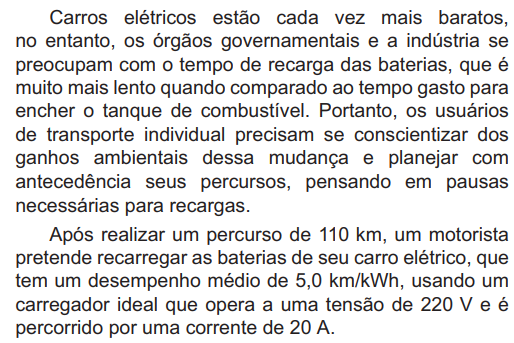 Carros elétricos estão cada vez mais baratos,
no entanto, os órgãos governamentais e a indústria se
preocupam com o tempo de recarga das baterias, que é
muito mais lento quando comparado ao tempo gasto para
encher o tanque de combustível. Portanto, os usuários
de transporte individual precisam se conscientizar dos
ganhos ambientais dessa mudança e planejar com
antecedência seus percursos, pensando em pausas
necessárias para recargas.
Após realizar um percurso de 110 km, um motorista
pretende recarregar as baterias de seu carro elétrico, que
tem um desempenho médio de 5,0 km/kWh, usando um
carregador ideal que opera a uma tensão de 220 V e é
percorrido por uma corrente de 20 A.